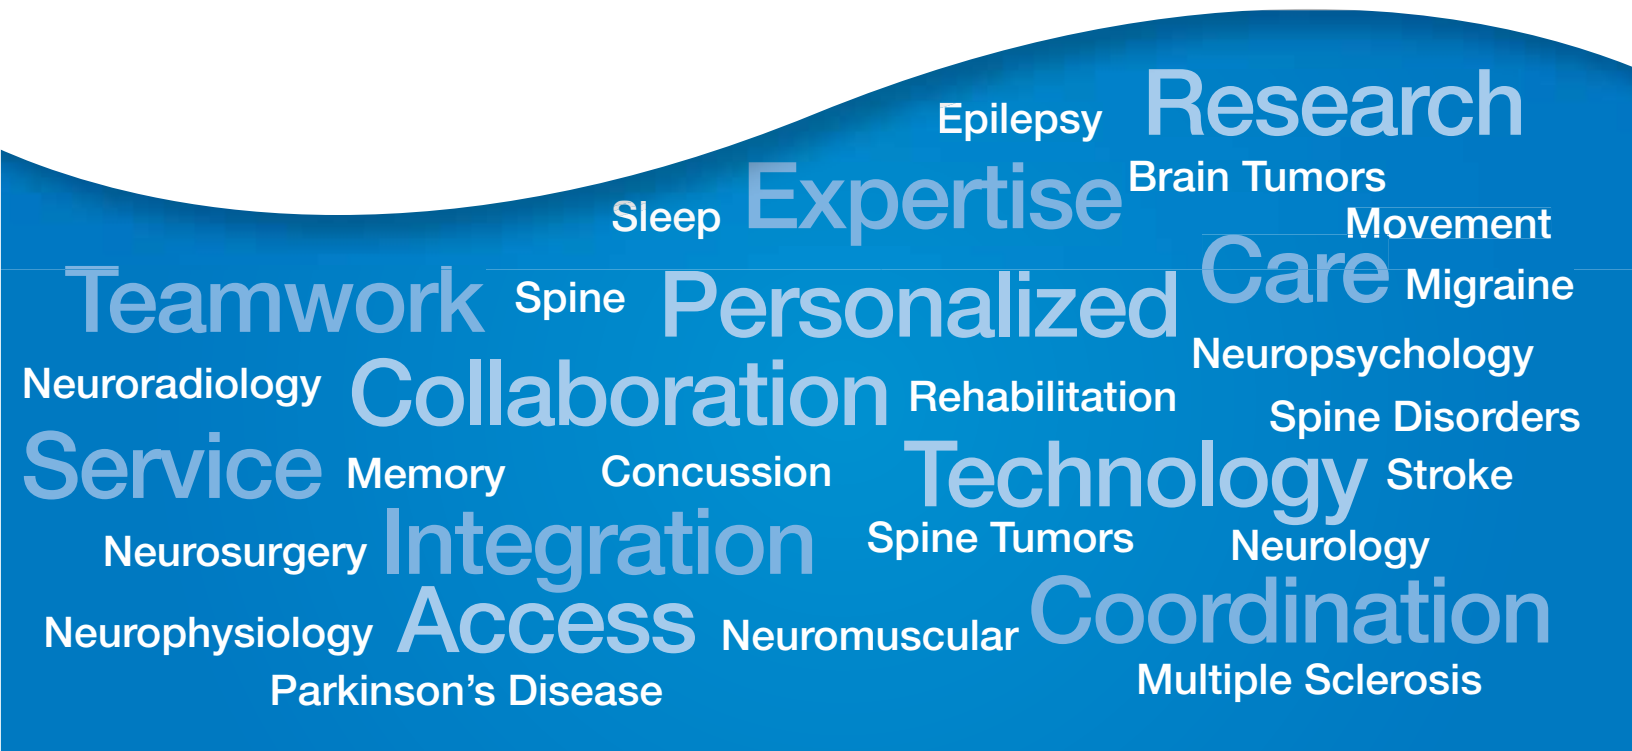 Epilepsy Research
Sleep Expertise Brain Tumors
Movement
Teamwork Spine Personalized Care Migraine
Neuropsychology
Neuroradiology Collaboration Rehabilitation
Spine Disorders
Service Memory Concussion Technology Stroke
Neurosurgery Integration Spine Tumors Neurology
Neurophysiology Access Neuromuscular Coordination
Parkinson’s Disease Multiple Sclerosis